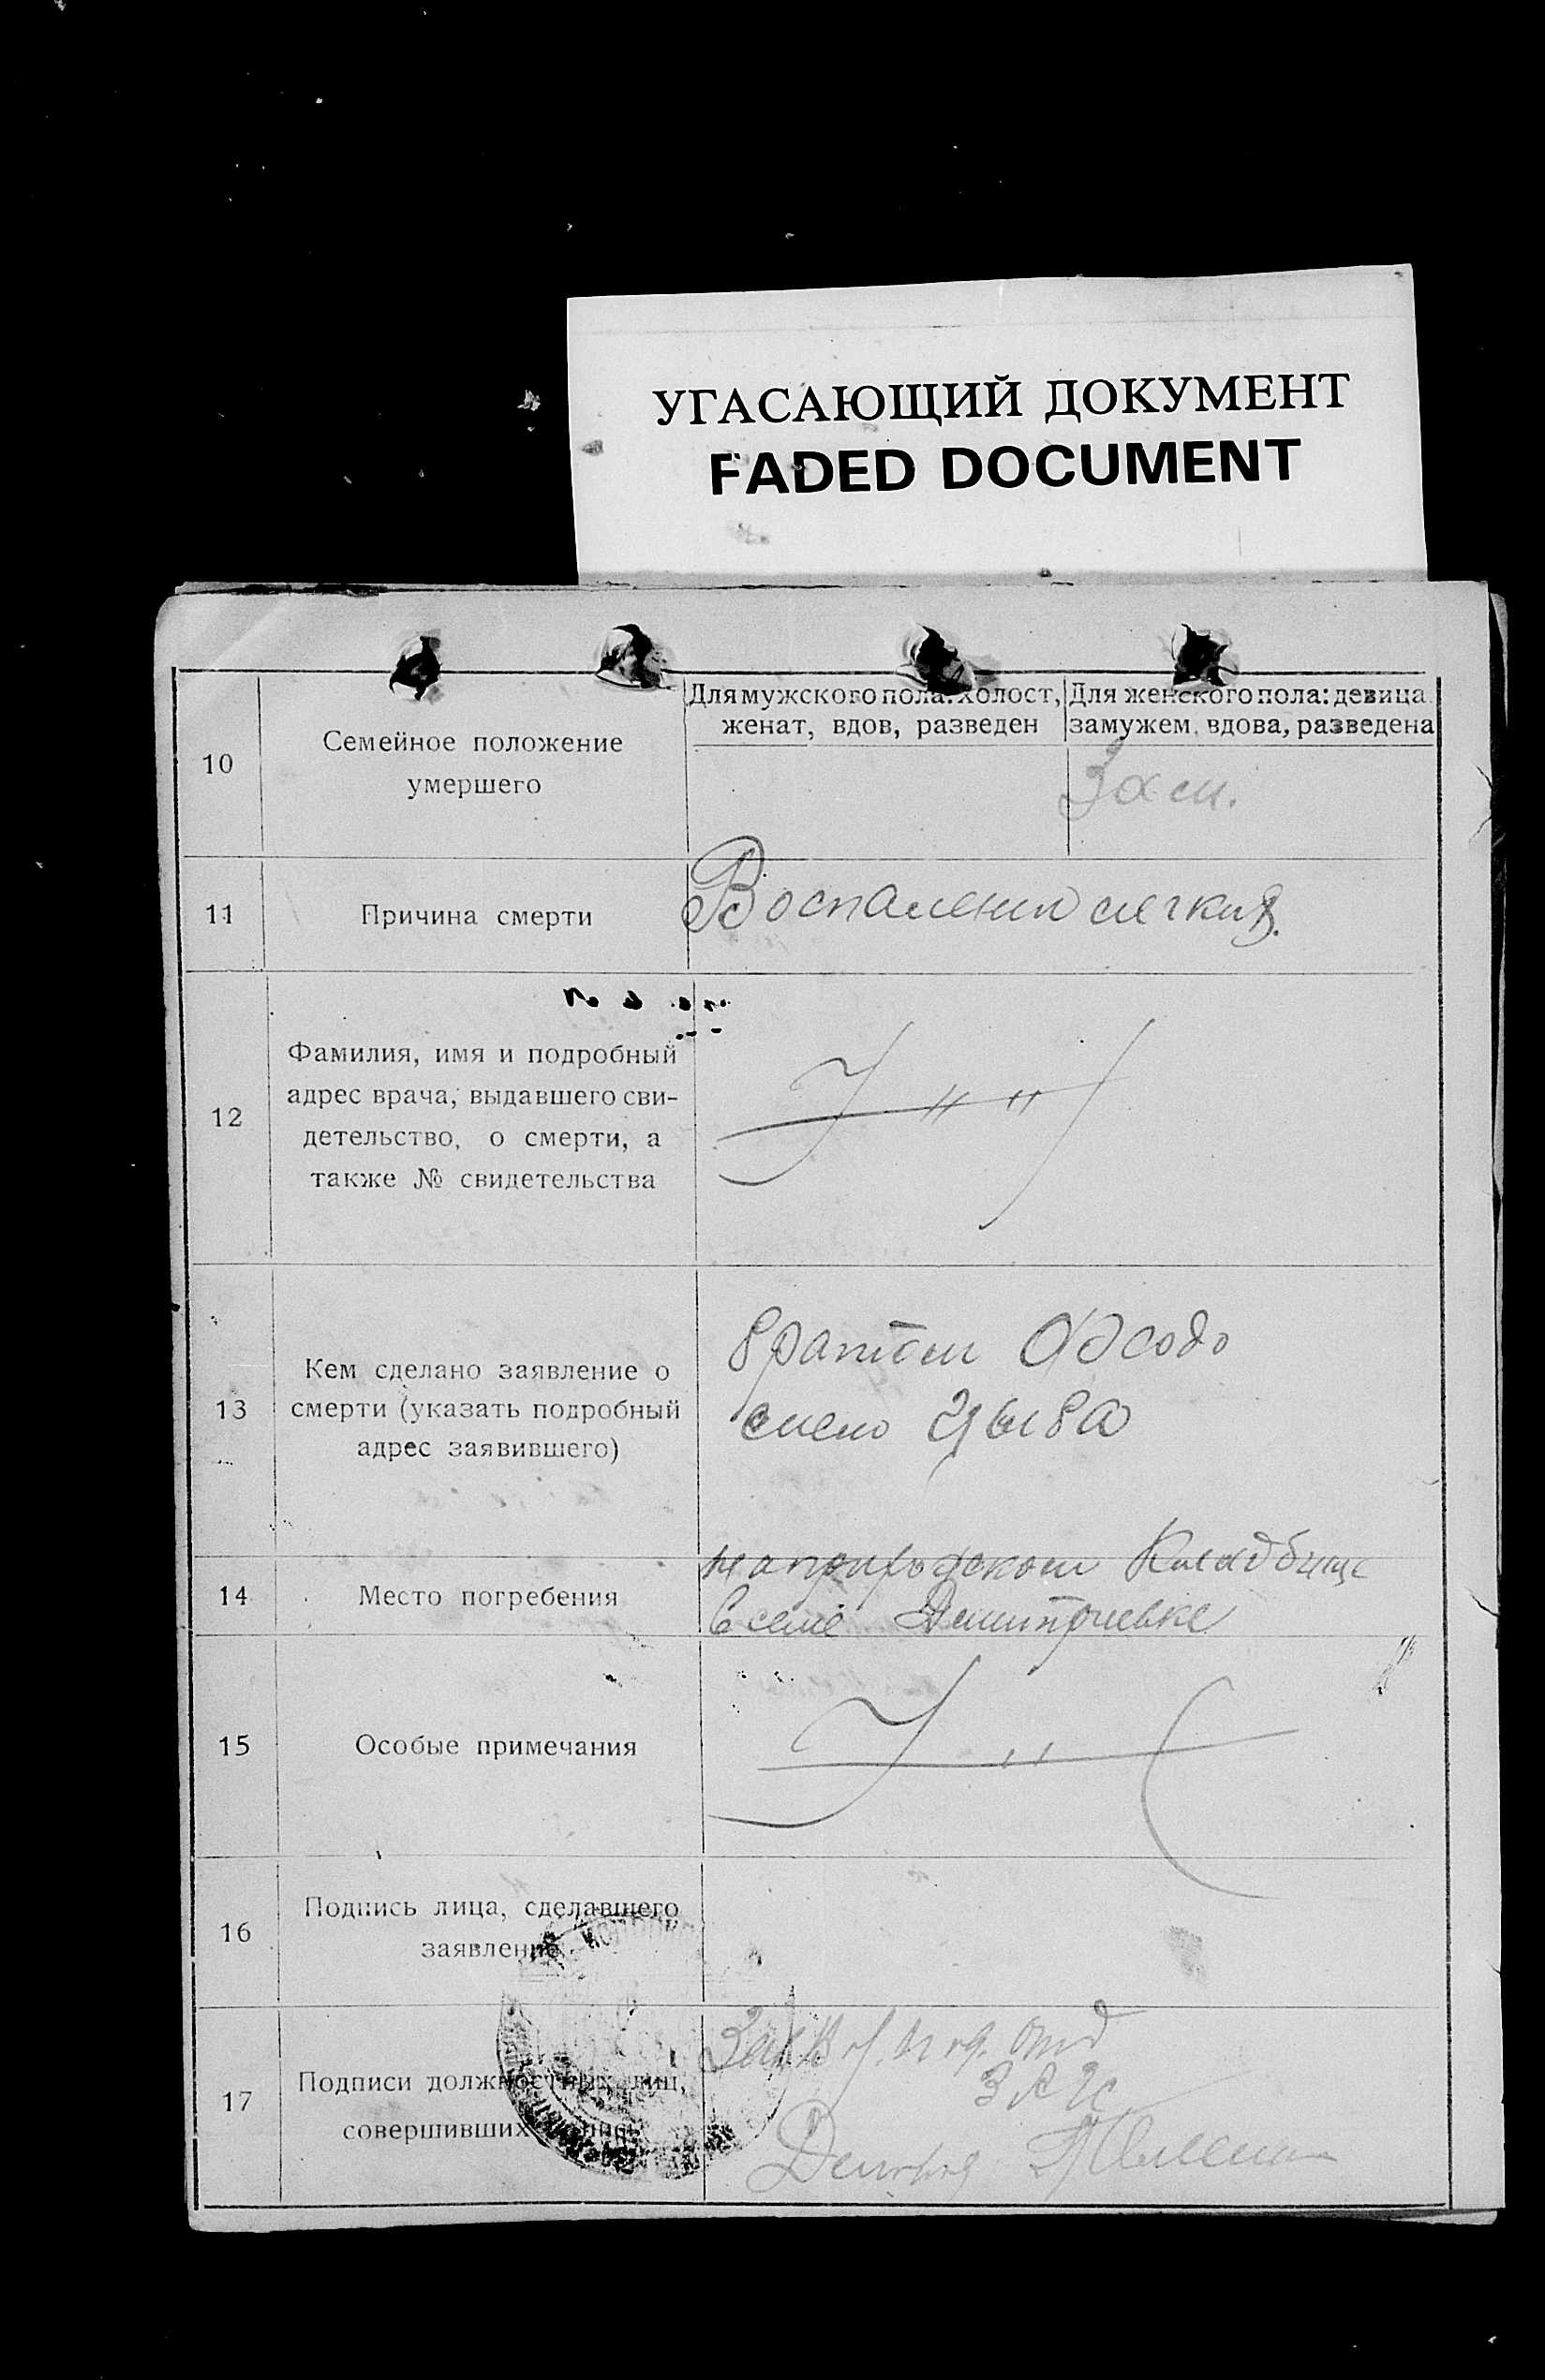 УГАСАЮЩИЙ ДОКУМЕНТ
FADED DOCUMENT
10
Семейное положение
умершего
Для мужского пола: холост,
женат, вдов, разведен
Для женского пола: девица
замужем, вдова, разведена
Зам.
11
Причина смерти
Воспалении легких.
12
Фамилия, имя и подробный
адрес врача, выдавшего сви-
детельство, о смерти, а
также № свидетельства
13
Кем сделано заявление о
смерти (указать подробный
адрес заявившего)
братом
14
Место погребения
на приходском Кладбище
в селе Дмитриевке
15
Особые примечания
16
Подпись лица, сделавшего
заявление
17
Подписи должностных лиц,
совершивших запись